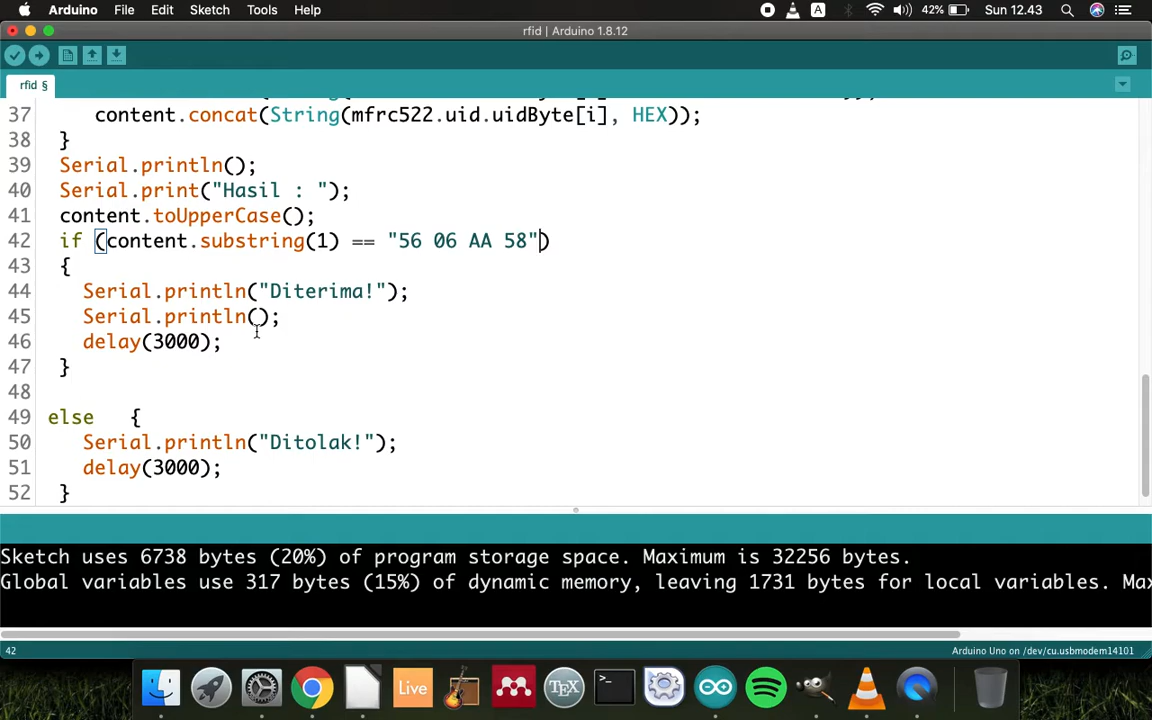 Arduino File Edit Sketch Tools Help A 42% Sun 12.43
rfid | Arduino 1.8.12
rfid §
37 content.concat(String(mfrc522.uid.uidByte[i], HEX));
38 }
39 Serial.println();
40 Serial.print("Hasil : ");
41 content.toUpperCase();
42 if (content.substring(1) == "56 06 AA 58")
43 {
44 Serial.println("Diterima!");
45 Serial.println();
46 delay(3000);
47 }
48
49 else {
50 Serial.println("Ditolak!");
51 delay(3000);
52 }
Sketch uses 6738 bytes (20%) of program storage space. Maximum is 32256 bytes.
Global variables use 317 bytes (15%) of dynamic memory, leaving 1731 bytes for local variables. Max
42 Arduino Uno on /dev/cu.usbmodem14101
Live TEX >_